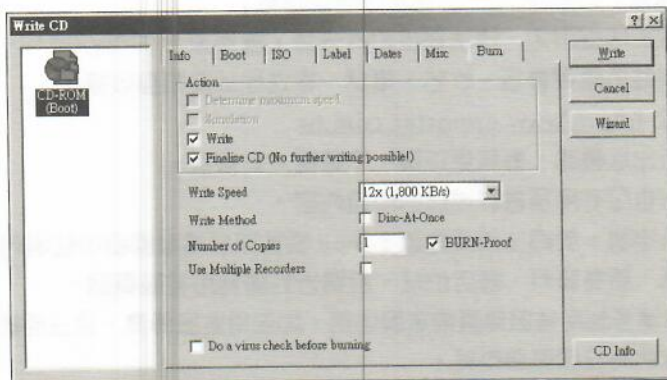 Write CD
CD-ROM
(Boot)
Info Boot ISO Label Dates Misc Burn
Action
Determine maximum speed
Simulation
Write
Finalize CD (No further writing possible!)
Write Speed 12x (1,800 KB/s)
Write Method Disc-At-Once
Number of Copies 1 BURN-Proof
Use Multiple Recorders
Do a virus check before burning
Write
Cancel
Wizard
CD Info